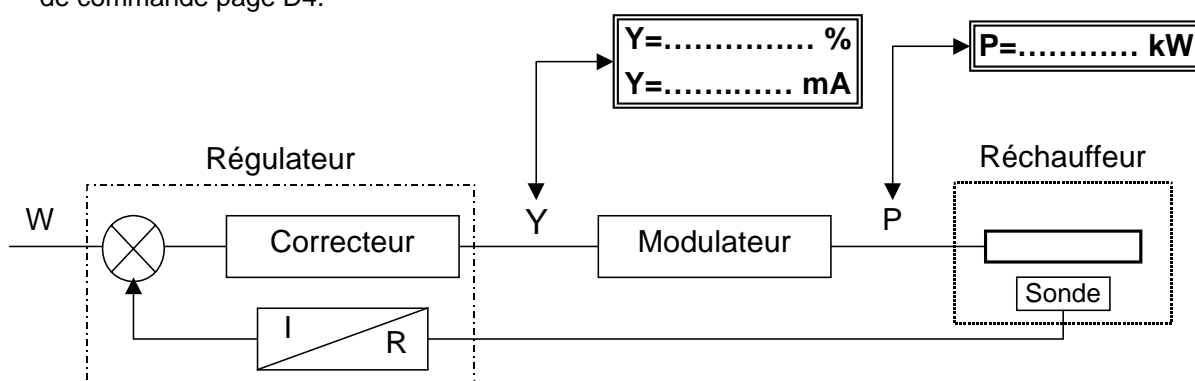 de commande page D4.
Y=…………… %
Y=………… mA
P=………… kW
Régulateur
Réchauffeur
W
Correcteur
Y
Modulateur
P
Sonde
I
R